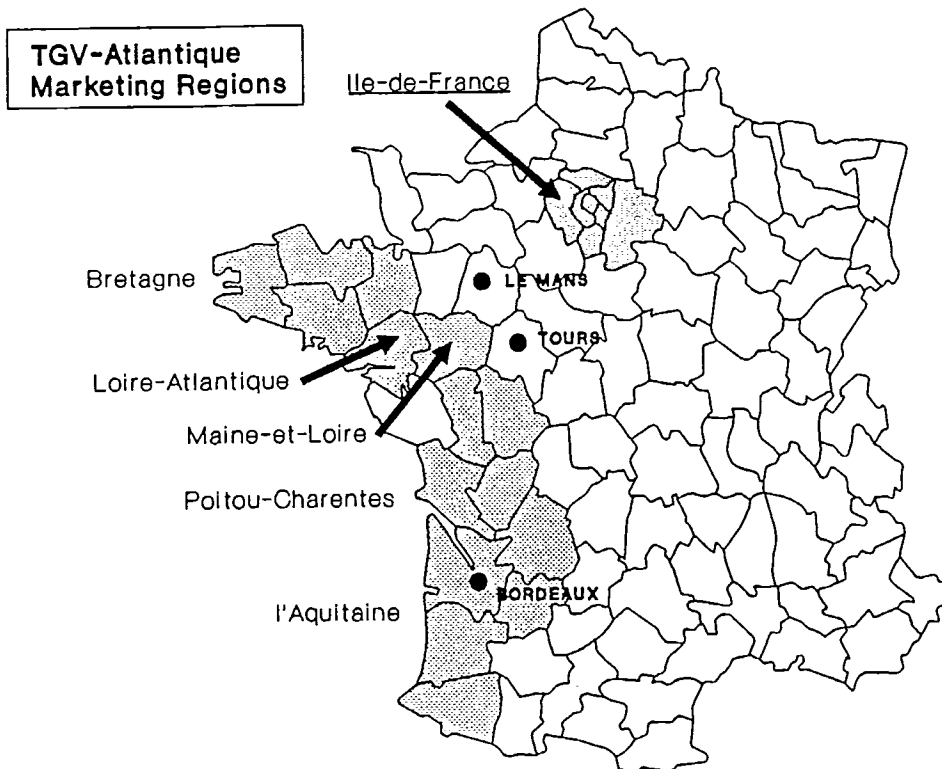 TGV-Atlantique
Marketing Regions
Ile-de-France
Bretagne
LE MANS
TOURS
Loire-Atlantique
Maine-et-Loire
Poitou-Charentes
BORDEAUX
l'Aquitaine